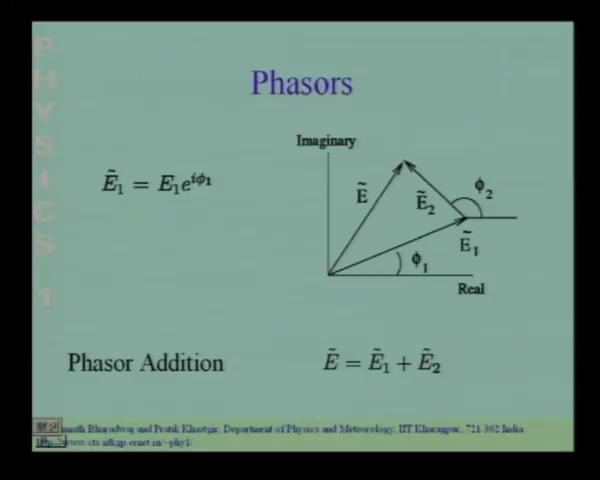 PHYSICS 1
Phasors
Imaginary
Ẽ₁ = E₁e^{iϕ₁}
Ẽ
Ẽ₂
ϕ₂
Ẽ₁
ϕ₁
Real
Phasor Addition
Ẽ = Ẽ₁ + Ẽ₂
and Pratik Khastgir, Department of Physics and Meteorology, IIT Kharagpur, 721 302 India